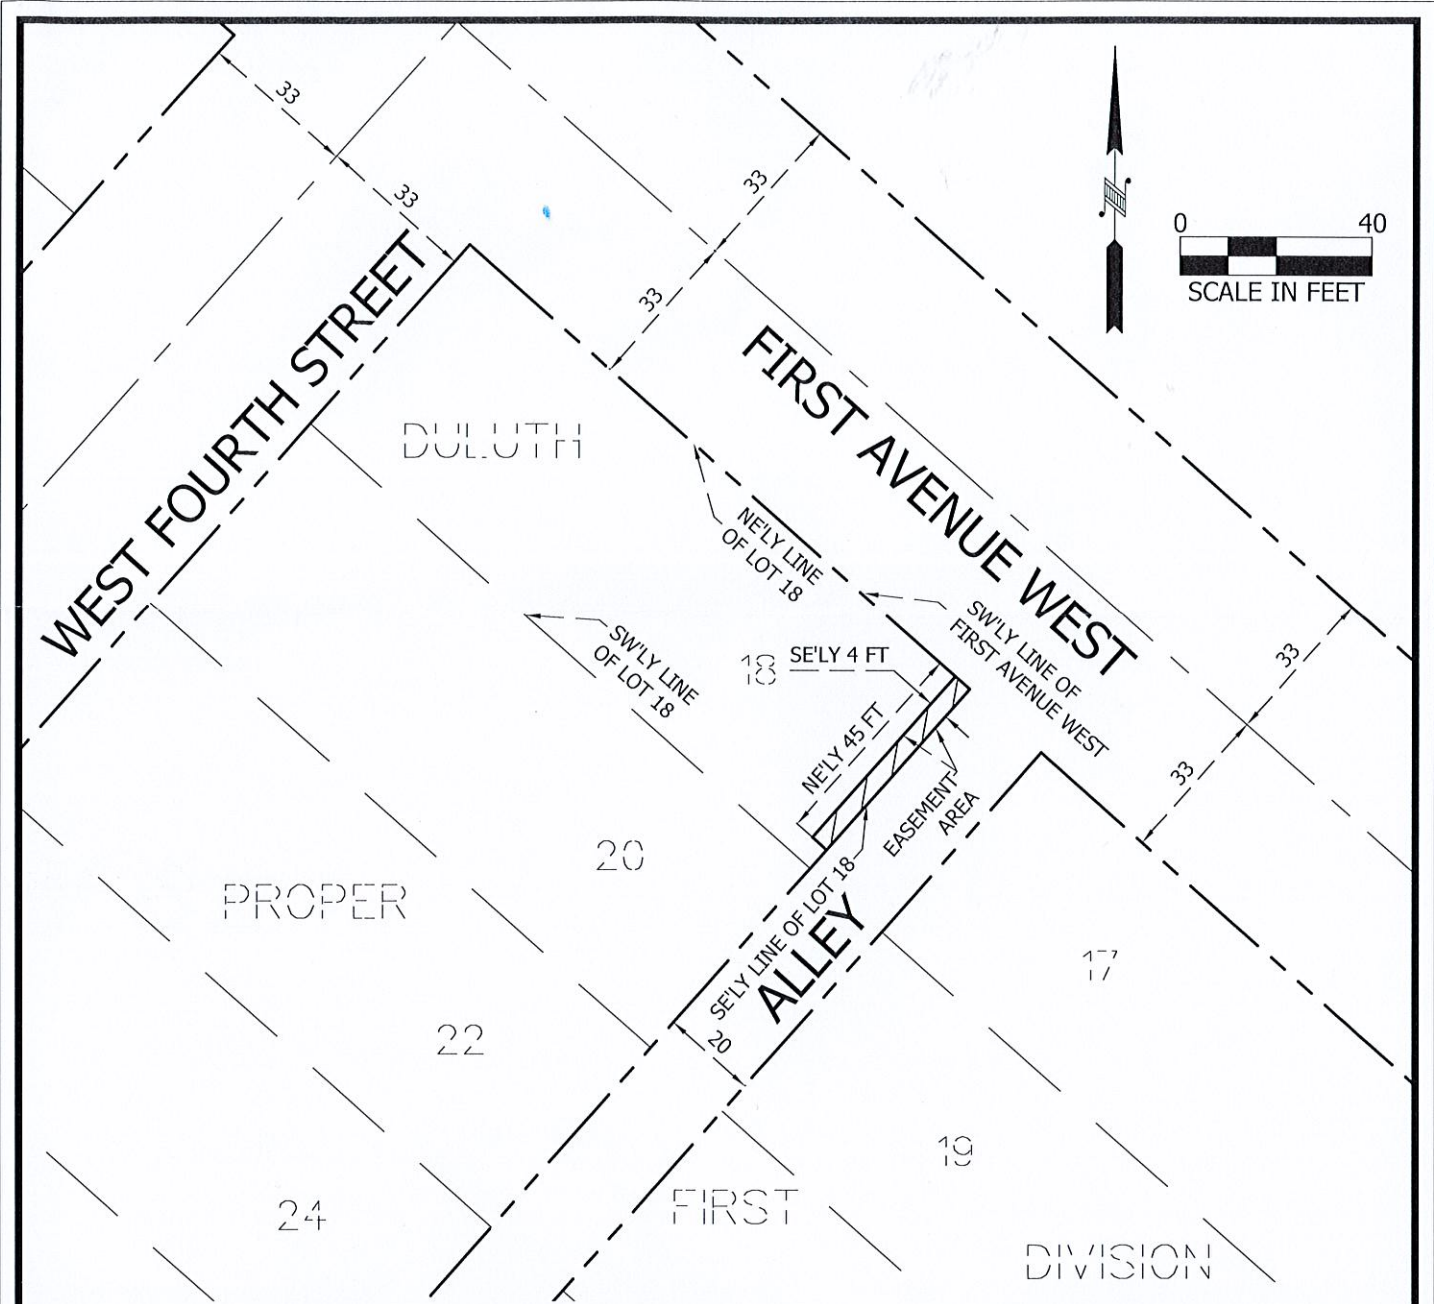 33
33
33
33
0 40
SCALE IN FEET
WEST FOURTH STREET
FIRST AVENUE WEST
DULUTH
NE'LY LINE
OF LOT 18
SW'LY LINE OF
FIRST AVENUE WEST
SW'LY LINE
OF LOT 18
18
SE'LY 4 FT
NE'LY 45 FT
33
33
EASEMENT
AREA
20
PROPER
SE'LY LINE OF LOT 18
ALLEY
17
22
20
19
24
FIRST
DIVISION